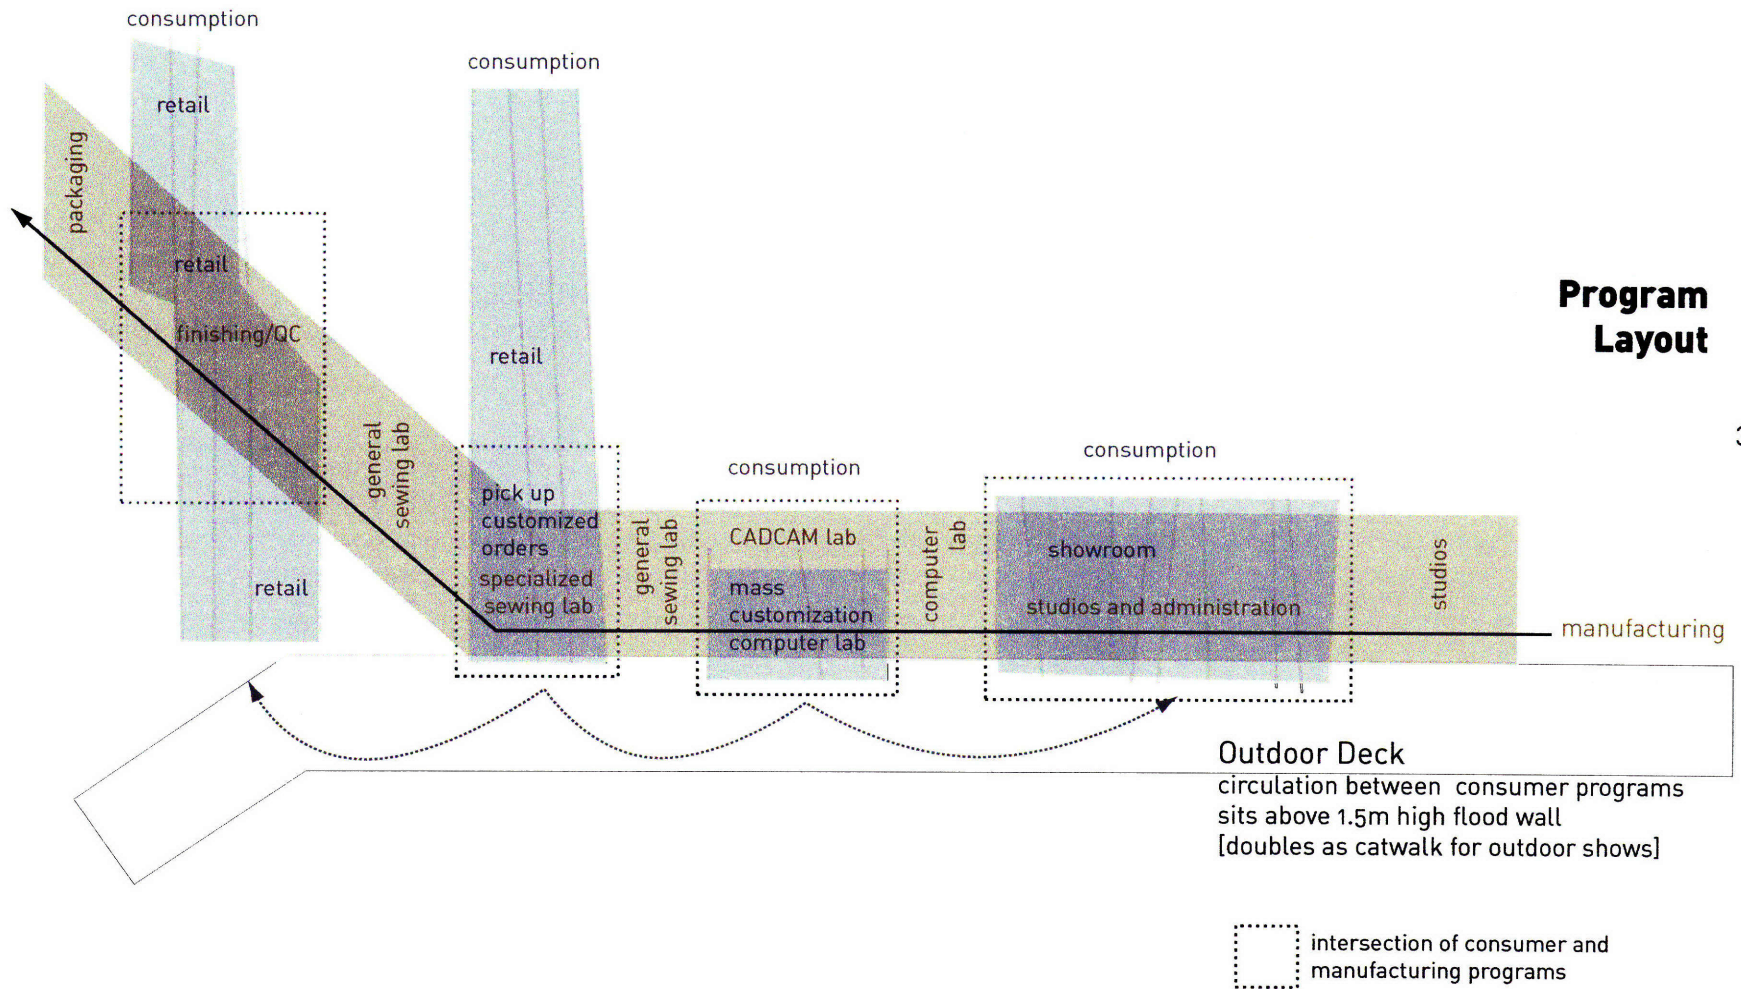 consumption
consumption
retail
packaging
retail
finishing/QC
retail
retail
general
sewing lab
pick up
customized
orders
specialized
sewing lab
general
sewing lab
consumption
CADCAM lab
mass
customization
computer lab
computer
lab
consumption
showroom
studios and administration
studios
manufacturing
Program
Layout
Outdoor Deck
circulation between consumer programs
sits above 1.5m high flood wall
[doubles as catwalk for outdoor shows]
intersection of consumer and
manufacturing programs